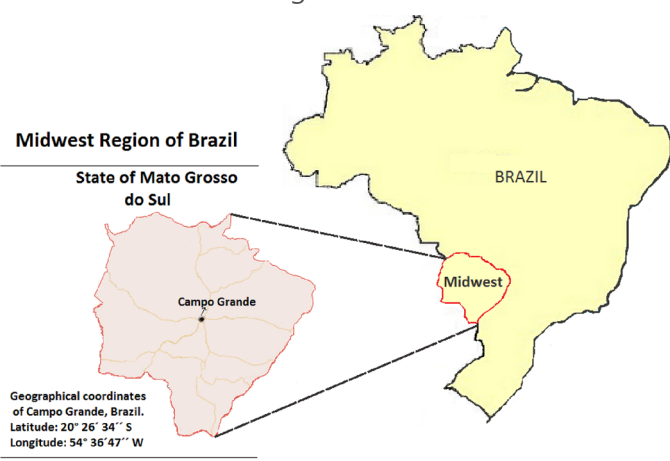 Midwest Region of Brazil
State of Mato Grosso
do Sul
Campo Grande
Geographical coordinates
of Campo Grande, Brazil.
Latitude: 20° 26´ 34´´ S
Longitude: 54° 36´47´´ W
BRAZIL
Midwest